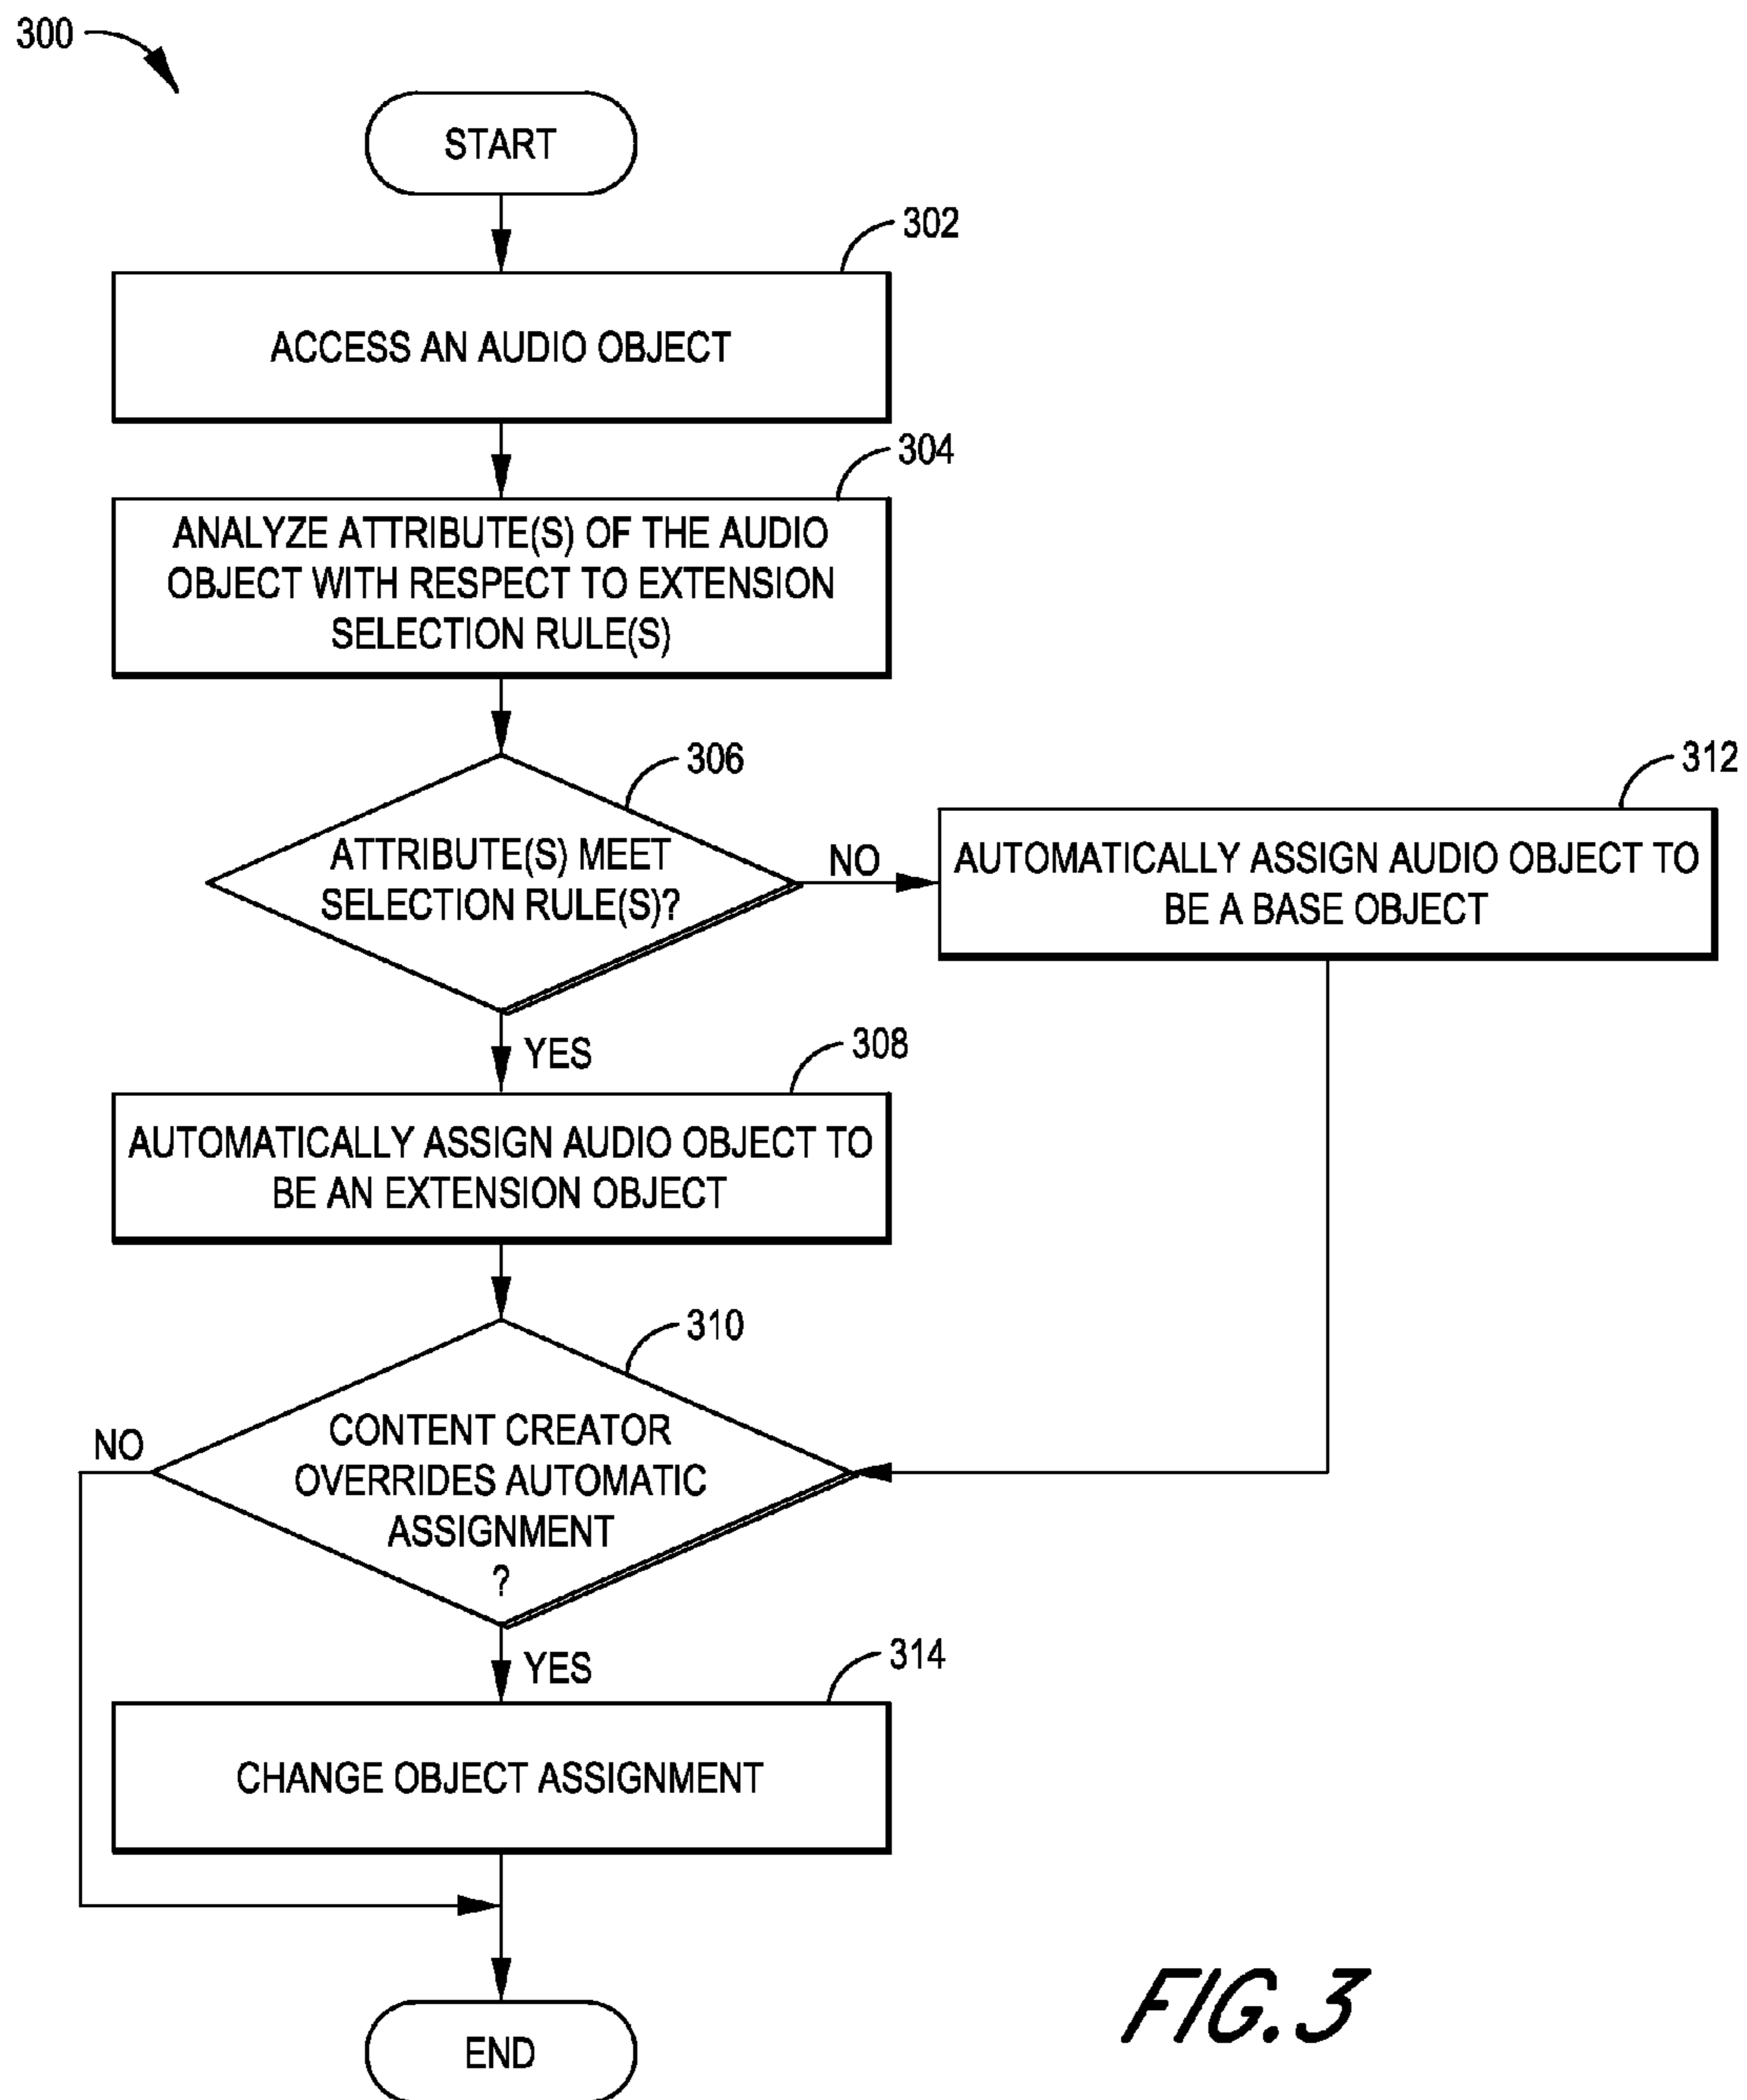 300
START
302
ACCESS AN AUDIO OBJECT
304
ANALYZE ATTRIBUTE(S) OF THE AUDIO
OBJECT WITH RESPECT TO EXTENSION
SELECTION RULE(S)
306
ATTRIBUTE(S) MEET
SELECTION RULE(S)?
NO
312
AUTOMATICALLY ASSIGN AUDIO OBJECT TO
BE A BASE OBJECT
YES
308
AUTOMATICALLY ASSIGN AUDIO OBJECT TO
BE AN EXTENSION OBJECT
310
CONTENT CREATOR
OVERRIDES AUTOMATIC
ASSIGNMENT
?
NO
YES
314
CHANGE OBJECT ASSIGNMENT
END
FIG. 3